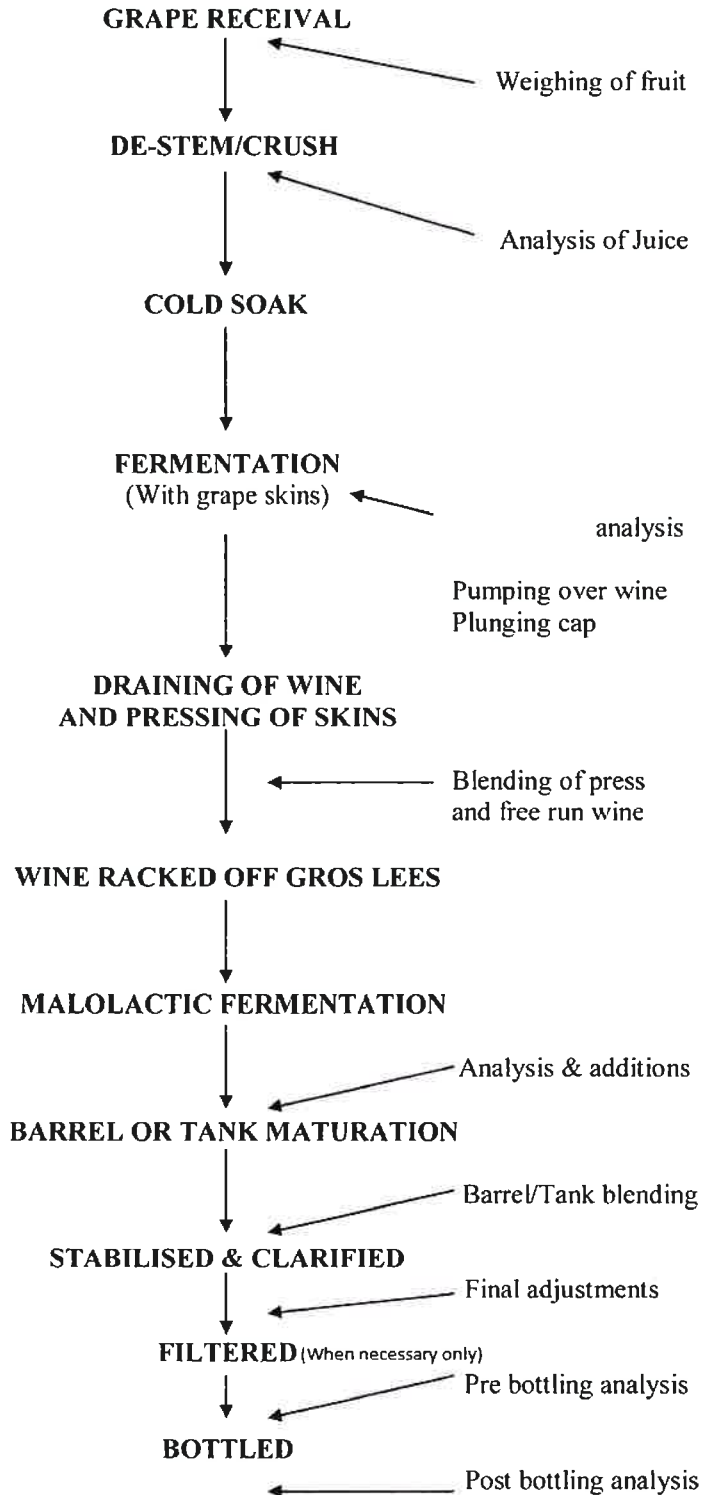 GRAPE RECEIVAL
Weighing of fruit
DE-STEM/CRUSH
Analysis of Juice
COLD SOAK
FERMENTATION
(With grape skins)
analysis
Pumping over wine
Plunging cap
DRAINING OF WINE
AND PRESSING OF SKINS
Blending of press
and free run wine
WINE RACKED OFF GROS LEES
MALOLACTIC FERMENTATION
Analysis & additions
BARREL OR TANK MATURATION
Barrel/Tank blending
STABILISED & CLARIFIED
Final adjustments
FILTERED (When necessary only)
Pre bottling analysis
BOTTLED
Post bottling analysis